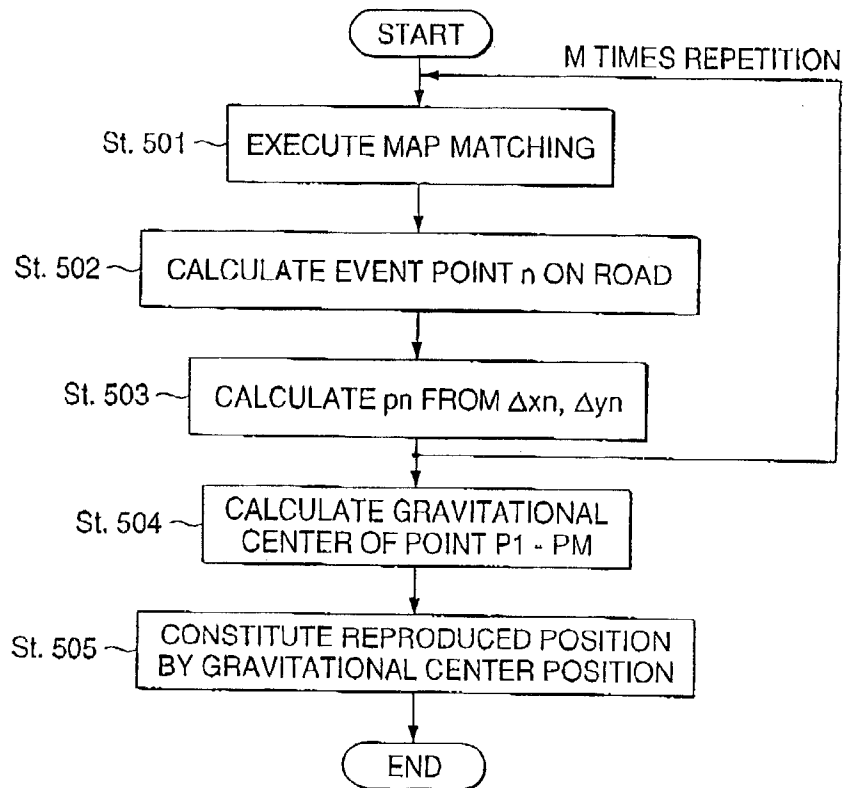 START
M TIMES REPETITION
St. 501
EXECUTE MAP MATCHING
St. 502
CALCULATE EVENT POINT n ON ROAD
St. 503
CALCULATE pn FROM Δxn, Δyn
St. 504
CALCULATE GRAVITATIONAL
CENTER OF POINT P1 - PM
St. 505
CONSTITUTE REPRODUCED POSITION
BY GRAVITATIONAL CENTER POSITION
END